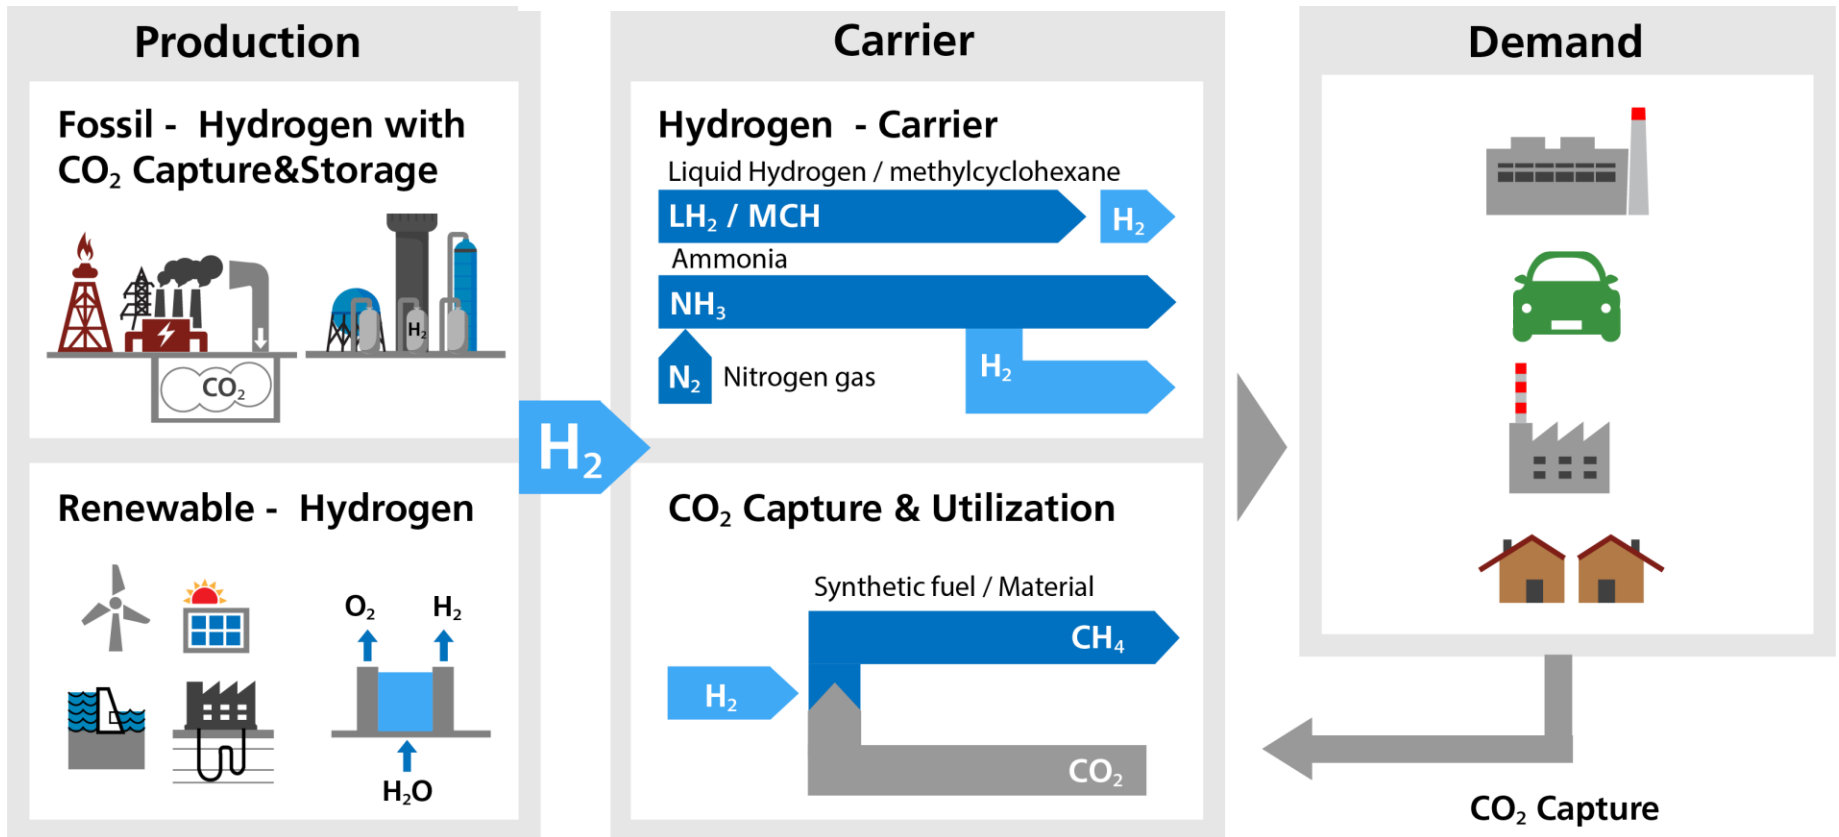 Production
Fossil - Hydrogen with
CO₂ Capture&Storage
H₂
CO₂
Renewable - Hydrogen
O₂
H₂
H₂O
H₂
Carrier
Hydrogen - Carrier
Liquid Hydrogen / methylcyclohexane
LH₂ / MCH
H₂
Ammonia
NH₃
N₂
Nitrogen gas
H₂
CO₂ Capture & Utilization
Synthetic fuel / Material
CH₄
H₂
CO₂
Demand
CO₂ Capture